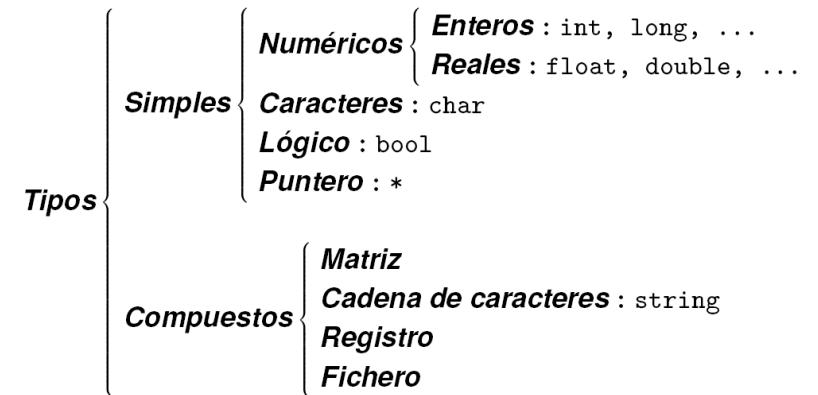 Tipos
Simples
Numéricos
Enteros : int, long, ...
Reales : float, double, ...
Caracteres : char
Lógico : bool
Puntero : *
Compuestos
Matriz
Cadena de caracteres : string
Registro
Fichero